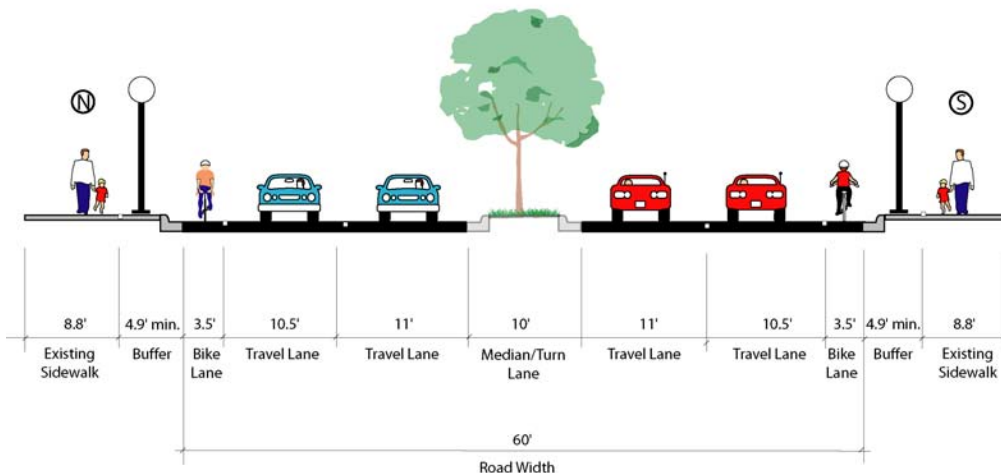 N
S
8.8' 4.9' min. 3.5' 10.5' 11' 10' 11' 10.5' 3.5' 4.9' min. 8.8'
Existing Buffer Bike Travel Lane Travel Lane Median/Turn Travel Lane Travel Lane Bike Buffer Existing
Sidewalk Lane Lane Lane Sidewalk
60'
Road Width